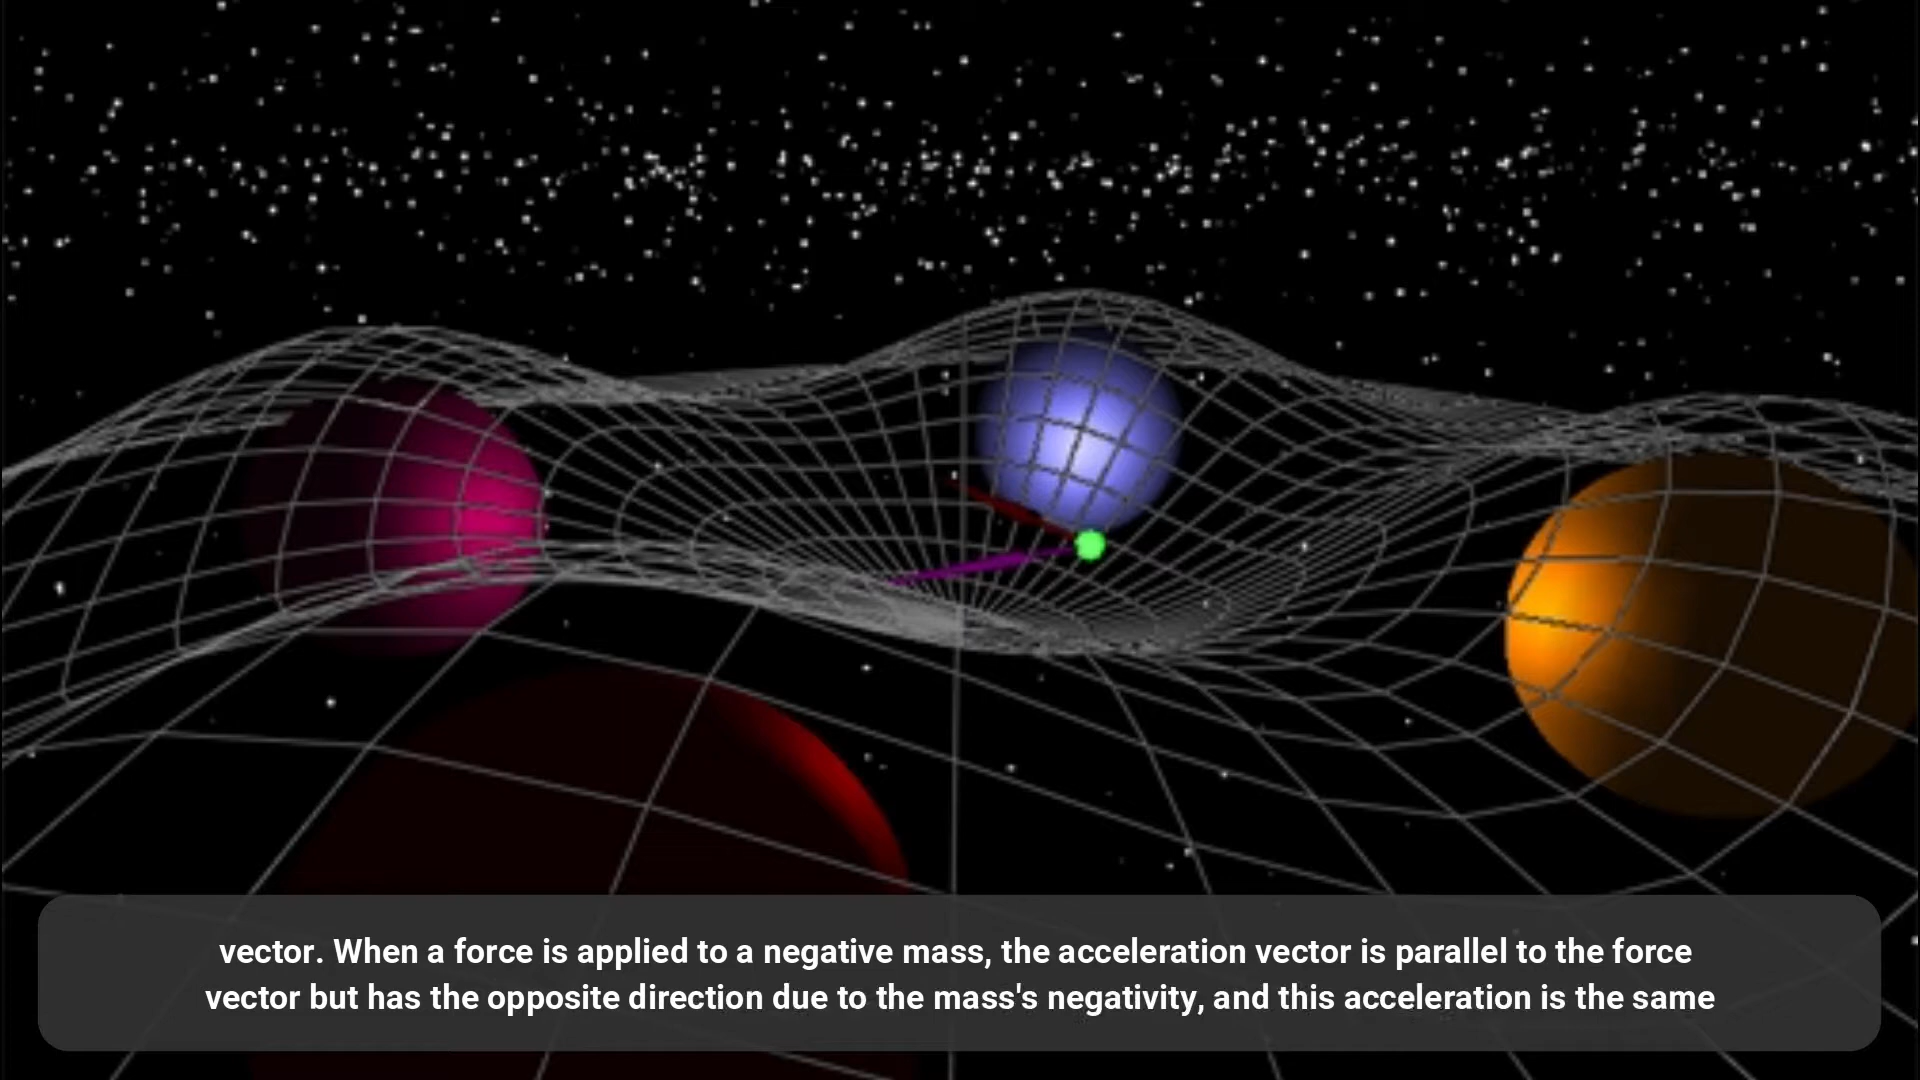 vector. When a force is applied to a negative mass, the acceleration vector is parallel to the force
vector but has the opposite direction due to the mass's negativity, and this acceleration is the same